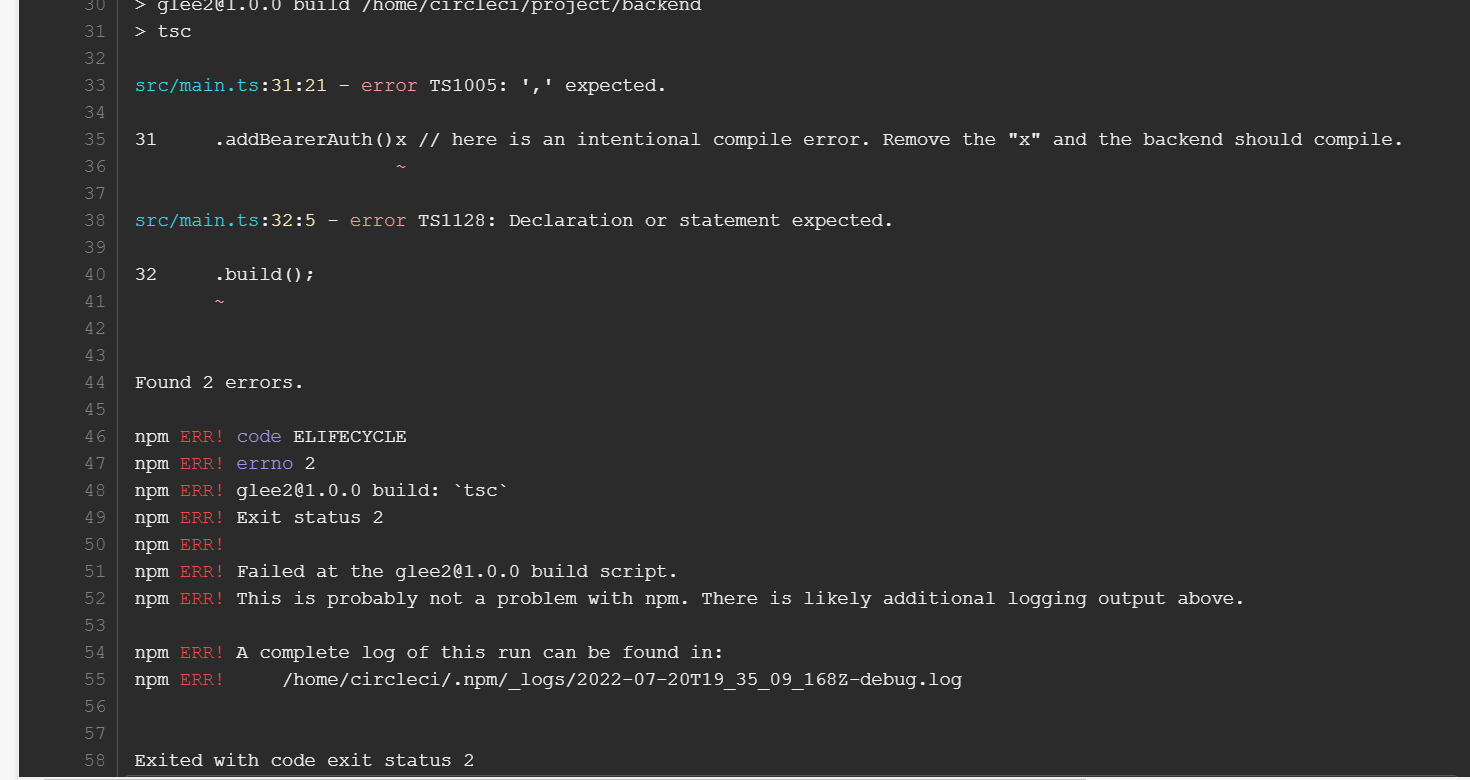 30 > glee2@1.0.0 build /home/circleci/project/backend
31 > tsc
32
33 src/main.ts:31:21 - error TS1005: ',' expected.
34
35 31     .addBearerAuth()x // here is an intentional compile error. Remove the "x" and the backend should compile.
36                        ~
37
38 src/main.ts:32:5 - error TS1128: Declaration or statement expected.
39
40 32     .build();
41        ~
42
43
44 Found 2 errors.
45
46 npm ERR! code ELIFECYCLE
47 npm ERR! errno 2
48 npm ERR! glee2@1.0.0 build: `tsc`
49 npm ERR! Exit status 2
50 npm ERR!
51 npm ERR! Failed at the glee2@1.0.0 build script.
52 npm ERR! This is probably not a problem with npm. There is likely additional logging output above.
53
54 npm ERR! A complete log of this run can be found in:
55 npm ERR!     /home/circleci/.npm/_logs/2022-07-20T19_35_09_168Z-debug.log
56
57
58 Exited with code exit status 2